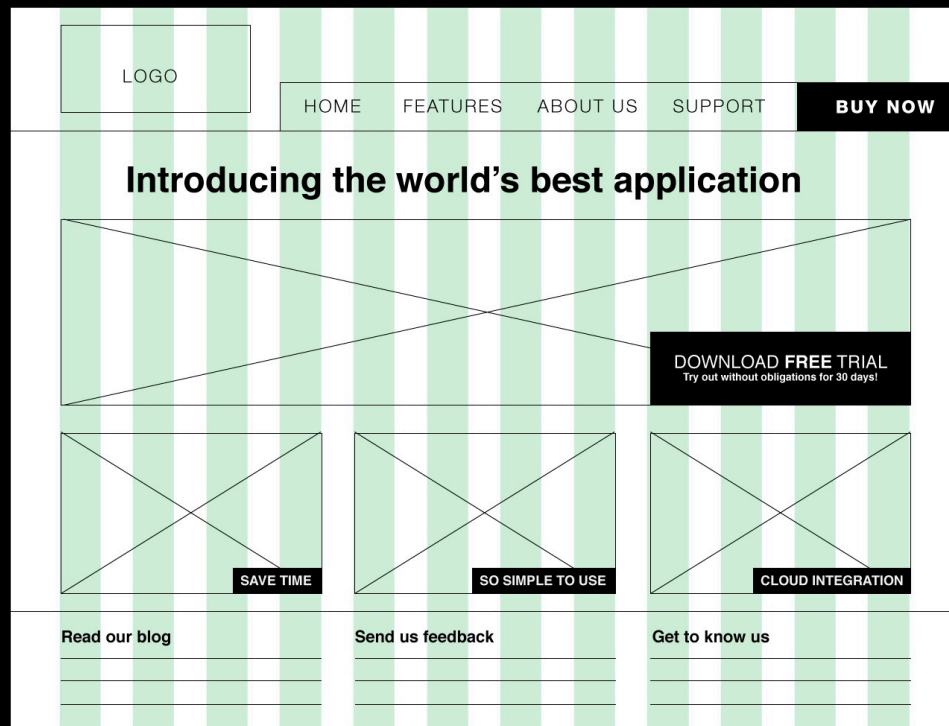 LOGO
HOME FEATURES ABOUT US SUPPORT BUY NOW
Introducing the world’s best application
DOWNLOAD FREE TRIAL
Try out without obligations for 30 days!
SAVE TIME
SO SIMPLE TO USE
CLOUD INTEGRATION
Read our blog
Send us feedback
Get to know us